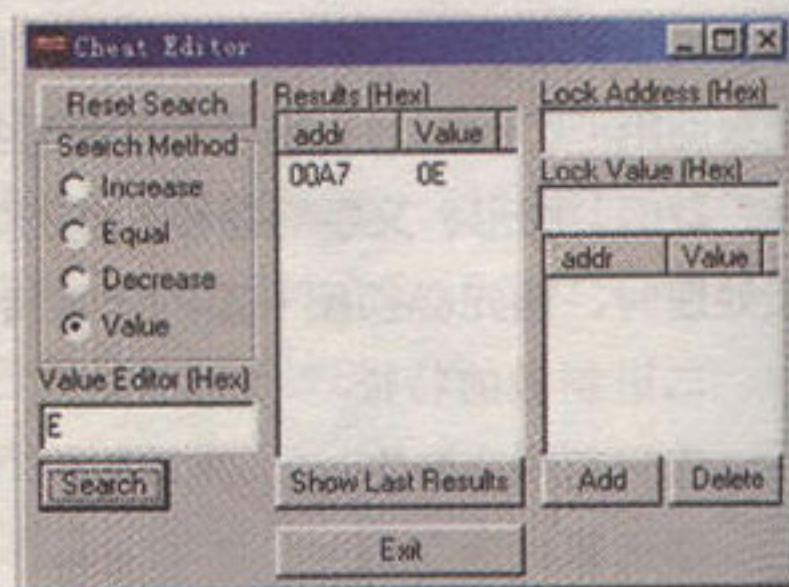 Cheat Editor
Reset Search
Search Method
Increase
Equal
Decrease
Value
Value Editor (Hex)
E
Search
Results (Hex)
addr Value
00A7 0E
Show Last Results
Exit
Lock Address (Hex)
Lock Value (Hex)
addr Value
Add Delete